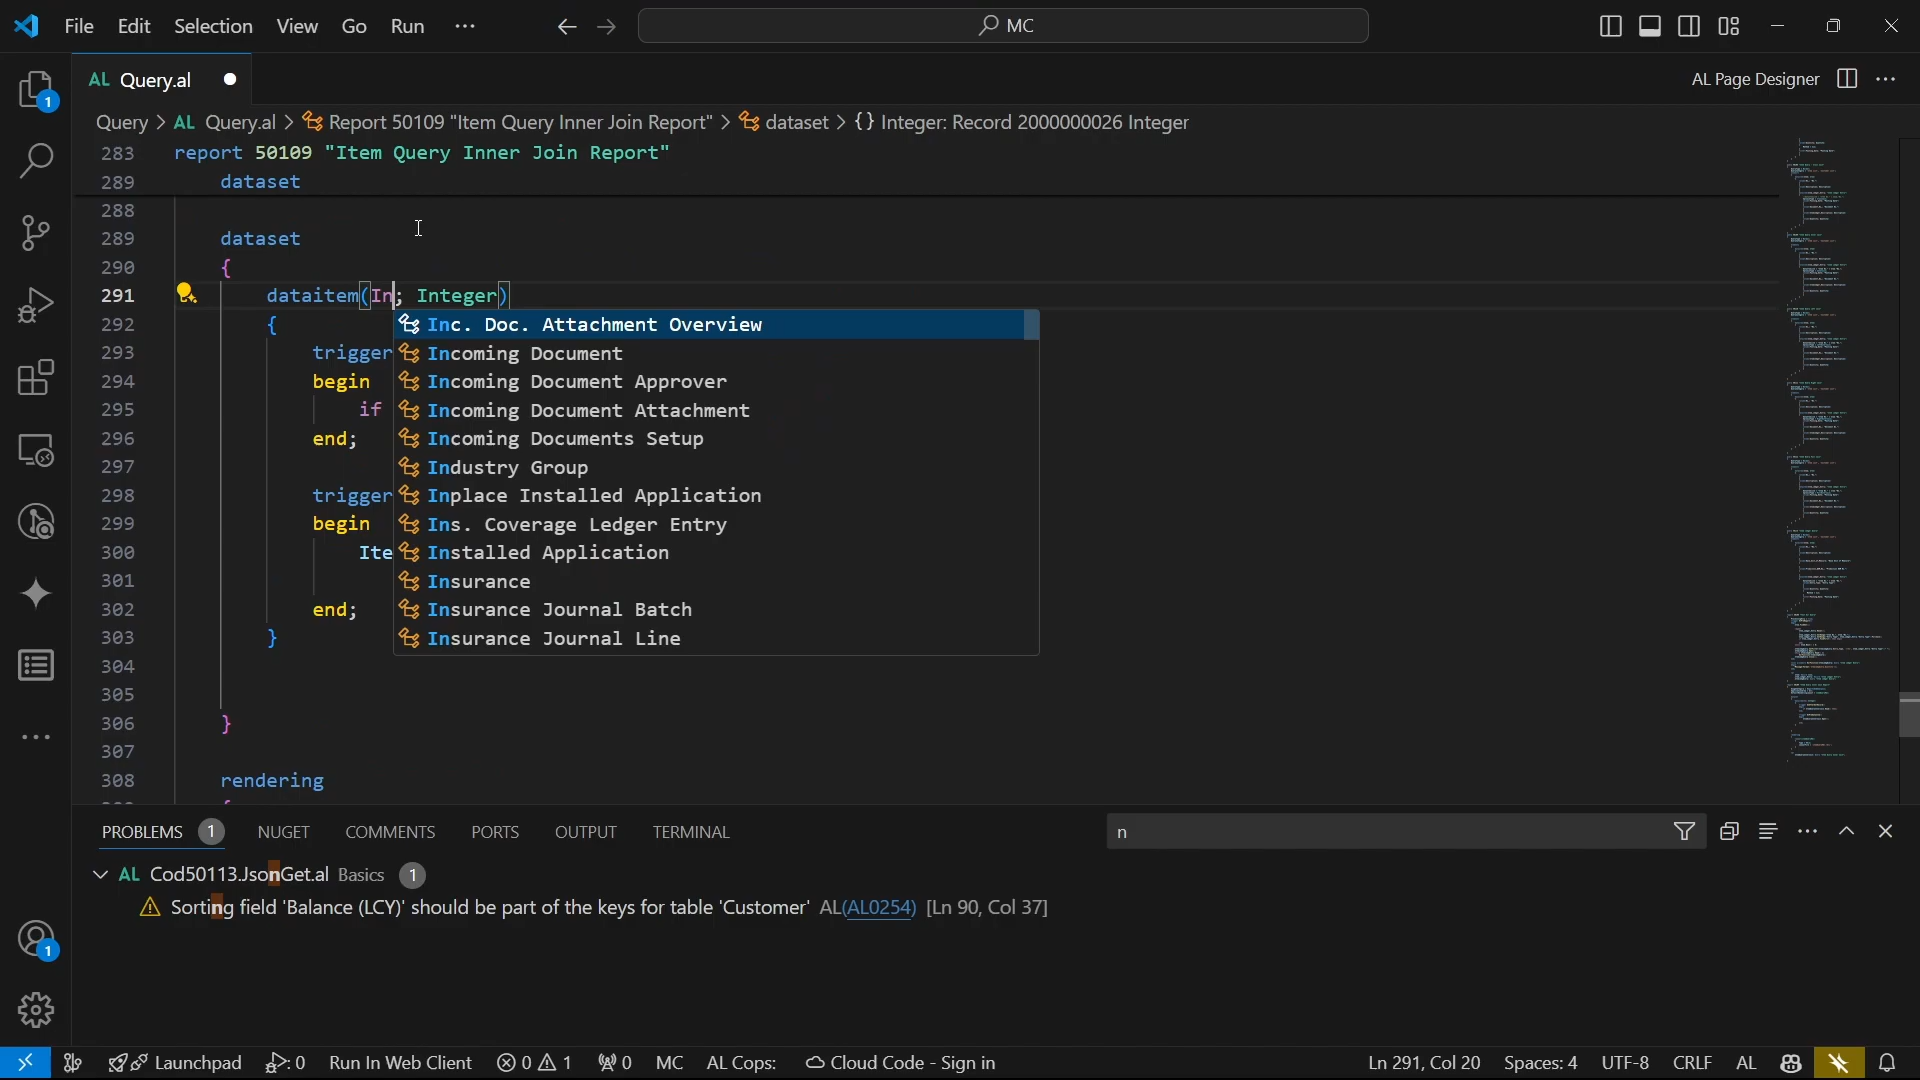 File Edit Selection View Go Run ··· MC
AL Query.al AL Page Designer
1
Query > AL Query.al > Report 50109 "Item Query Inner Join Report" > dataset > {} Integer: Record 2000000026 Integer
283 report 50109 "Item Query Inner Join Report"
289 dataset
288
289 dataset
290 {
291 dataitem(In; Integer)
292 { Inc. Doc. Attachment Overview
293 trigger Incoming Document
294 begin Incoming Document Approver
295 if Incoming Document Attachment
296 end; Incoming Documents Setup
297 Industry Group
298 trigger Inplace Installed Application
299 begin Ins. Coverage Ledger Entry
300 Ite Installed Application
301 Insurance
302 end; Insurance Journal Batch
303 } Insurance Journal Line
304
305
306 }
307
308 rendering
PROBLEMS 1 NUGET COMMENTS PORTS OUTPUT TERMINAL n
AL Cod50113.JsonGet.al Basics 1
Sorting field 'Balance (LCY)' should be part of the keys for table 'Customer' AL(AL0254) [Ln 90, Col 37]
1
Launchpad : 0 Run In Web Client 0 1 0 MC AL Cops: Cloud Code - Sign in Ln 291, Col 20 Spaces: 4 UTF-8 CRLF AL